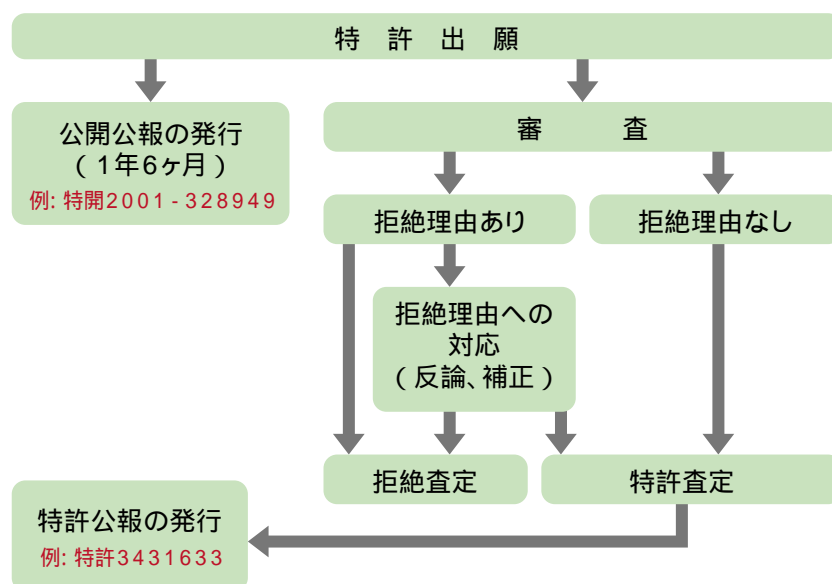 特許出願
公開公報の発行
(1年6ヶ月)
例: 特開2001-328949
審査
拒絶理由あり
拒絶理由なし
拒絶理由への
対応
(反論、補正)
拒絶査定
特許査定
特許公報の発行
例: 特許3431633